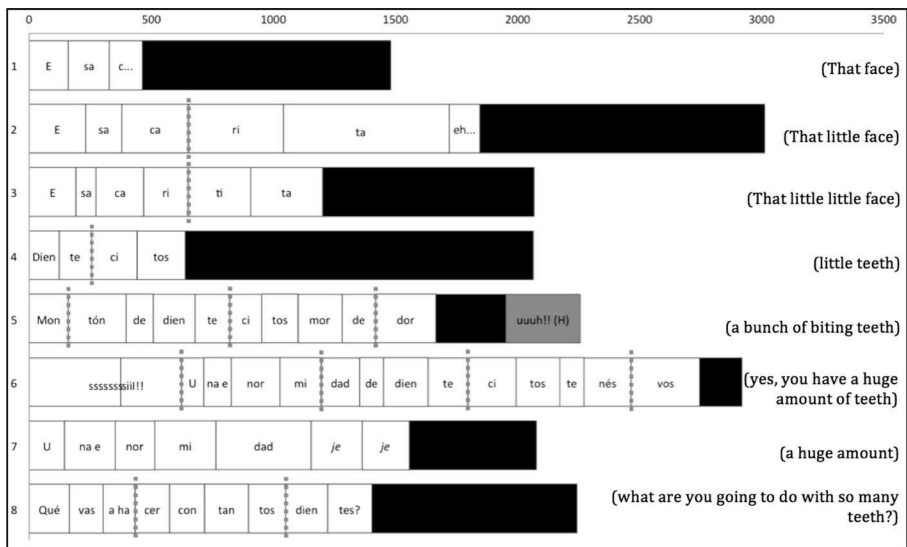 0 500 1000 1500 2000 2500 3000 3500
1 E sa c... (That face)
2 E sa ca ri ta eh... (That little face)
3 E sa ca ri ti ta (That little little face)
4 Dien te ci tos (little teeth)
5 Mon tón de dien te ci tos mor de dor uuuh!! (H) (a bunch of biting teeth)
6 sssssssiiil!! U na e nor mi dad de dien te ci tos te nés vos (yes, you have a huge
amount of teeth)
7 U na e nor mi dad je je (a huge amount)
8 Qué vas a ha cer con tan tos dien tes? (what are you going to do with so many
teeth?)